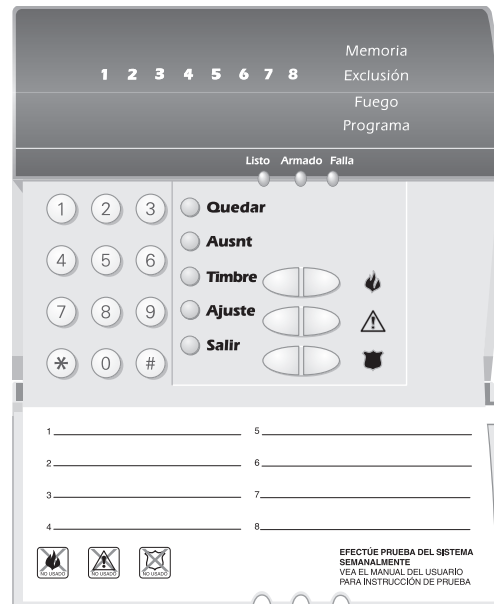 Memoria
1 2 3 4 5 6 7 8 Exclusión
Fuego
Programa
Listo Armado Falla
1 2 3 Quedar
Ausnt
4 5 6
Timbre
7 8 9 Ajuste
Salir
* 0 #
1 5
2 6
3 7
4 8
NO USADO NO USADO NO USADO
EFECTÚE PRUEBA DEL SISTEMA
SEMANALMENTE
VEA EL MANUAL DEL USUARÍO
PARA INSTRUCCIÓN DE PRUEBA